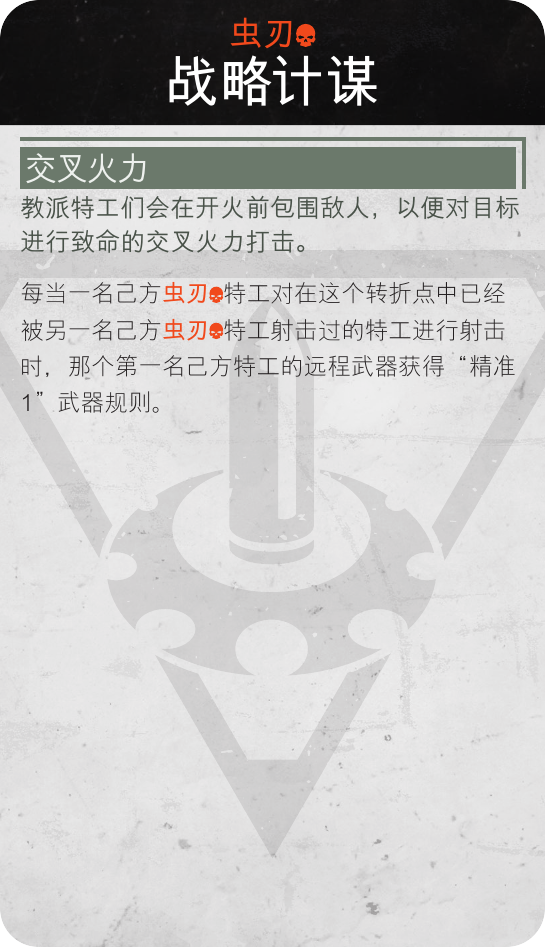 虫刃
战略计谋
交叉火力
教派特工们会在开火前包围敌人，以便对目标
进行致命的交叉火力打击。
每当一名己方虫刃特工对在这个转折点中已经
被另一名己方虫刃特工射击过的特工进行射击
时，那个第一名己方特工的远程武器获得“精准
1”武器规则。